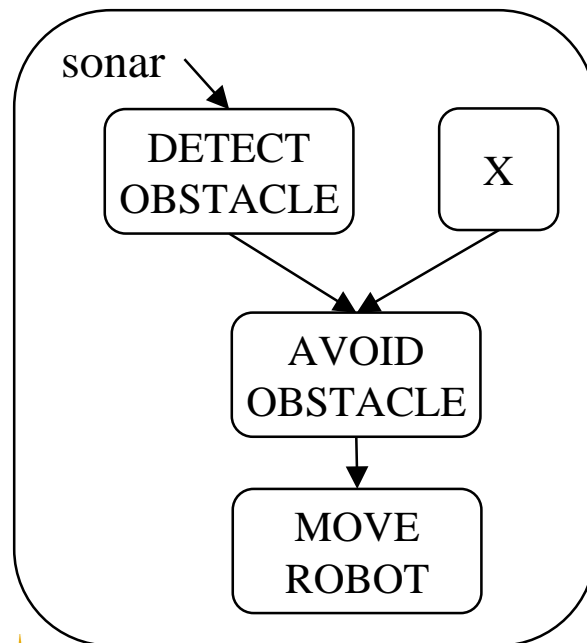 sonar
DETECT
OBSTACLE
X
AVOID
OBSTACLE
MOVE
ROBOT